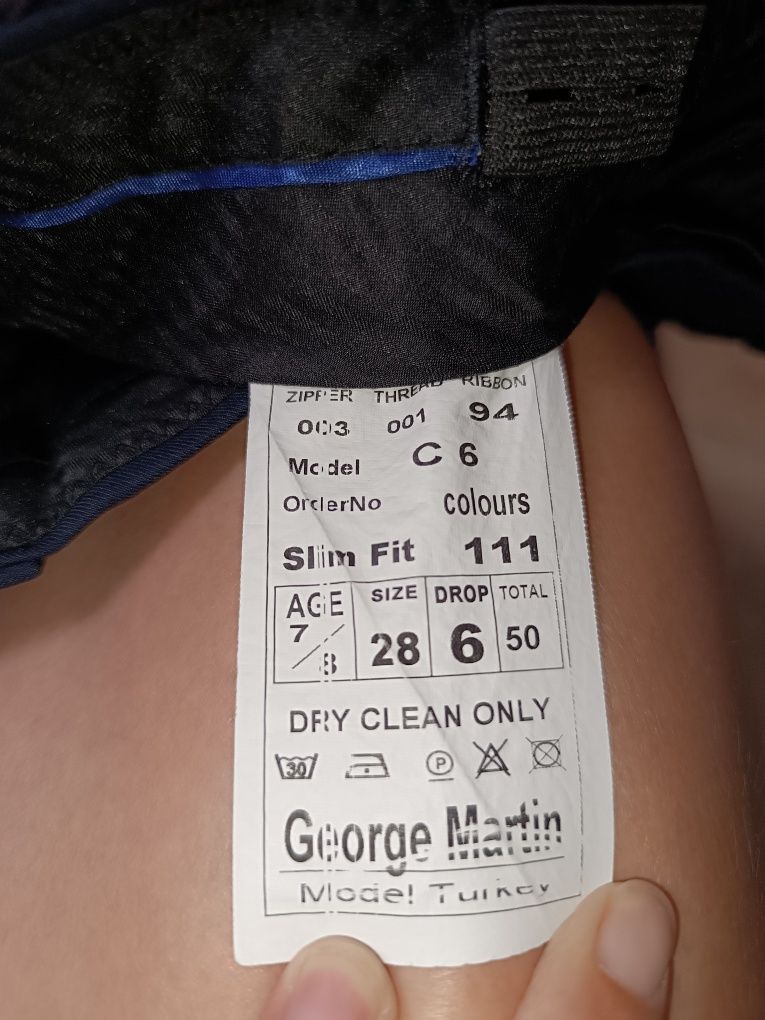 ZIPPER THREAD RIBBON
003 001 94
Model C 6
OrderNo colours
Slim Fit 111
AGE SIZE DROP TOTAL
7/8 28 6 50
DRY CLEAN ONLY
30 P
George Martin
Model Turkey